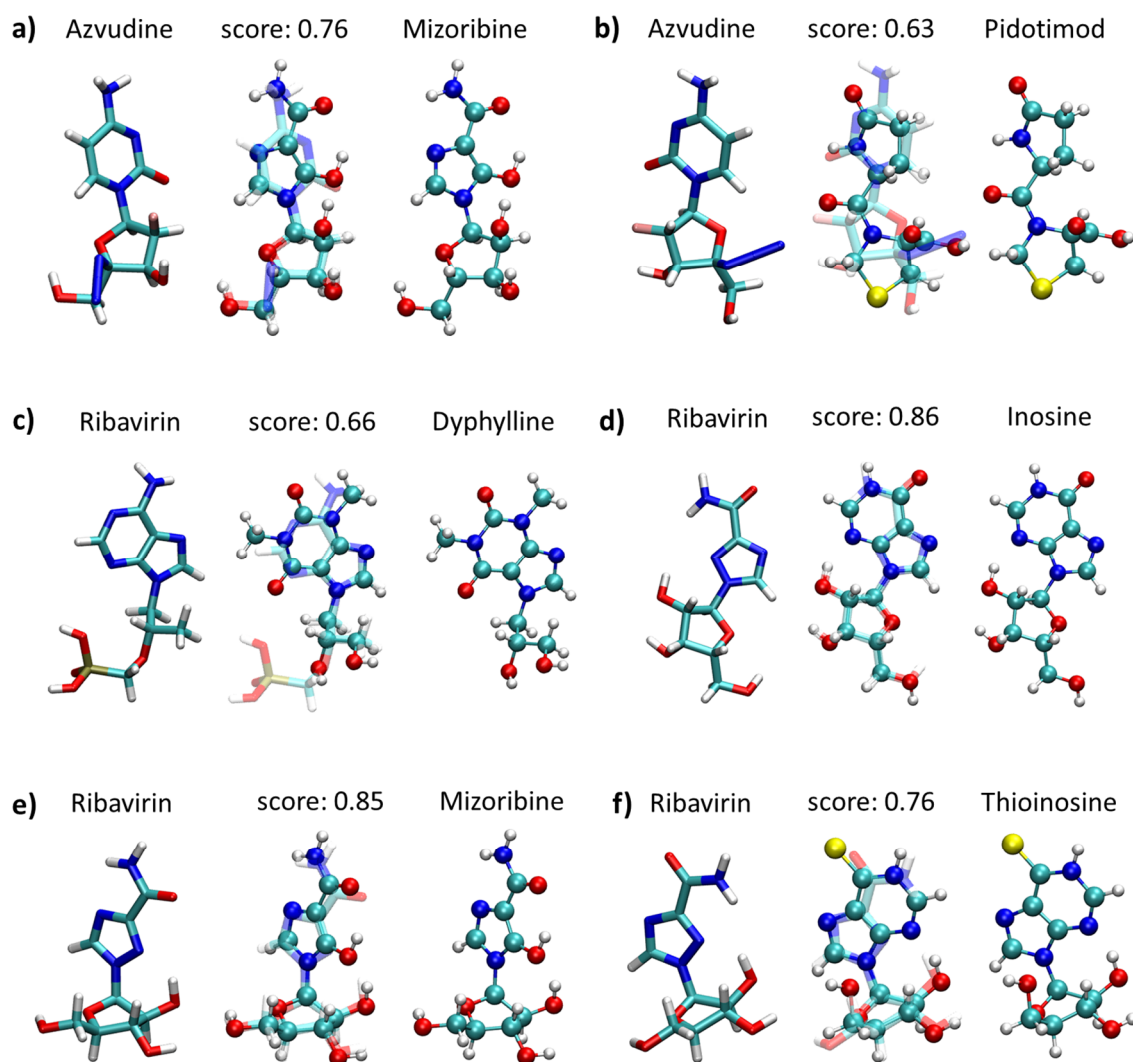 a) Azvudine score: 0.76 Mizoribine
b) Azvudine score: 0.63 Pidotimod
c) Ribavirin score: 0.66 Dyphylline
d) Ribavirin score: 0.86 Inosine
e) Ribavirin score: 0.85 Mizoribine
f) Ribavirin score: 0.76 Thioinosine